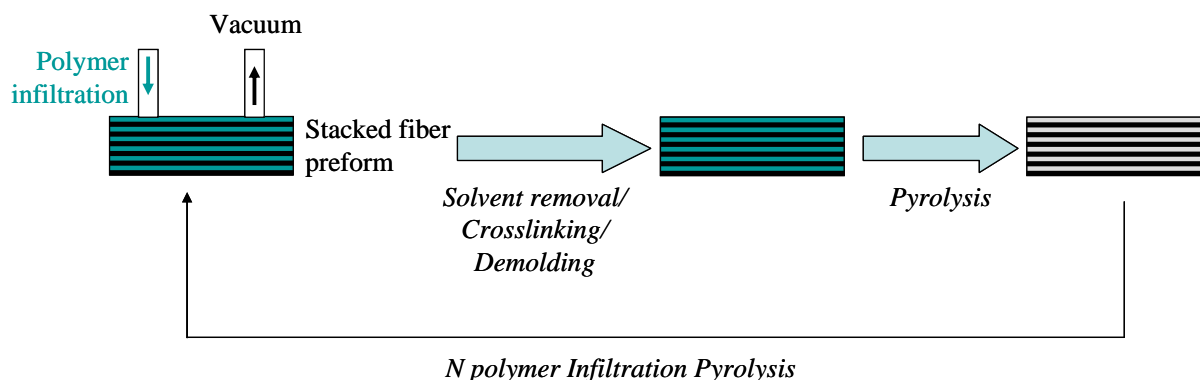 Vacuum
Polymer
infiltration
Stacked fiber
preform
Solvent removal/
Crosslinking/
Demolding
Pyrolysis
N polymer Infiltration Pyrolysis